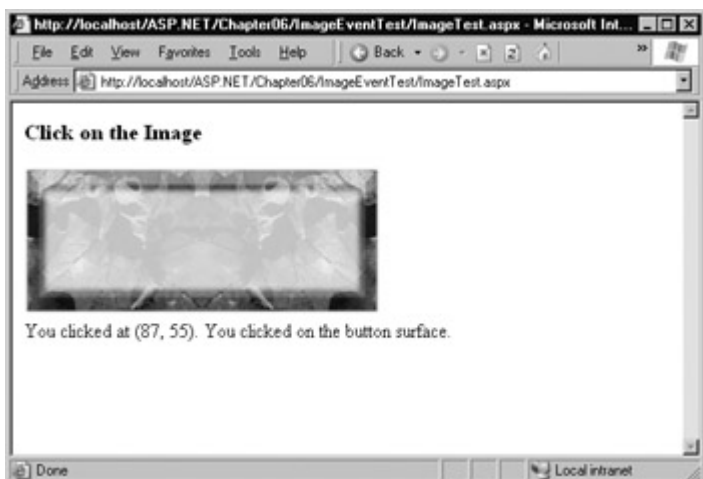 http://localhost/ASP.NET/Chapter06/ImageEventTest/ImageTest.aspx - Microsoft Int...
File Edit View Favorites Tools Help Back »
Address http://localhost/ASP.NET/Chapter06/ImageEventTest/ImageTest.aspx
Click on the Image
You clicked at (87, 55). You clicked on the button surface.
Done Local intranet